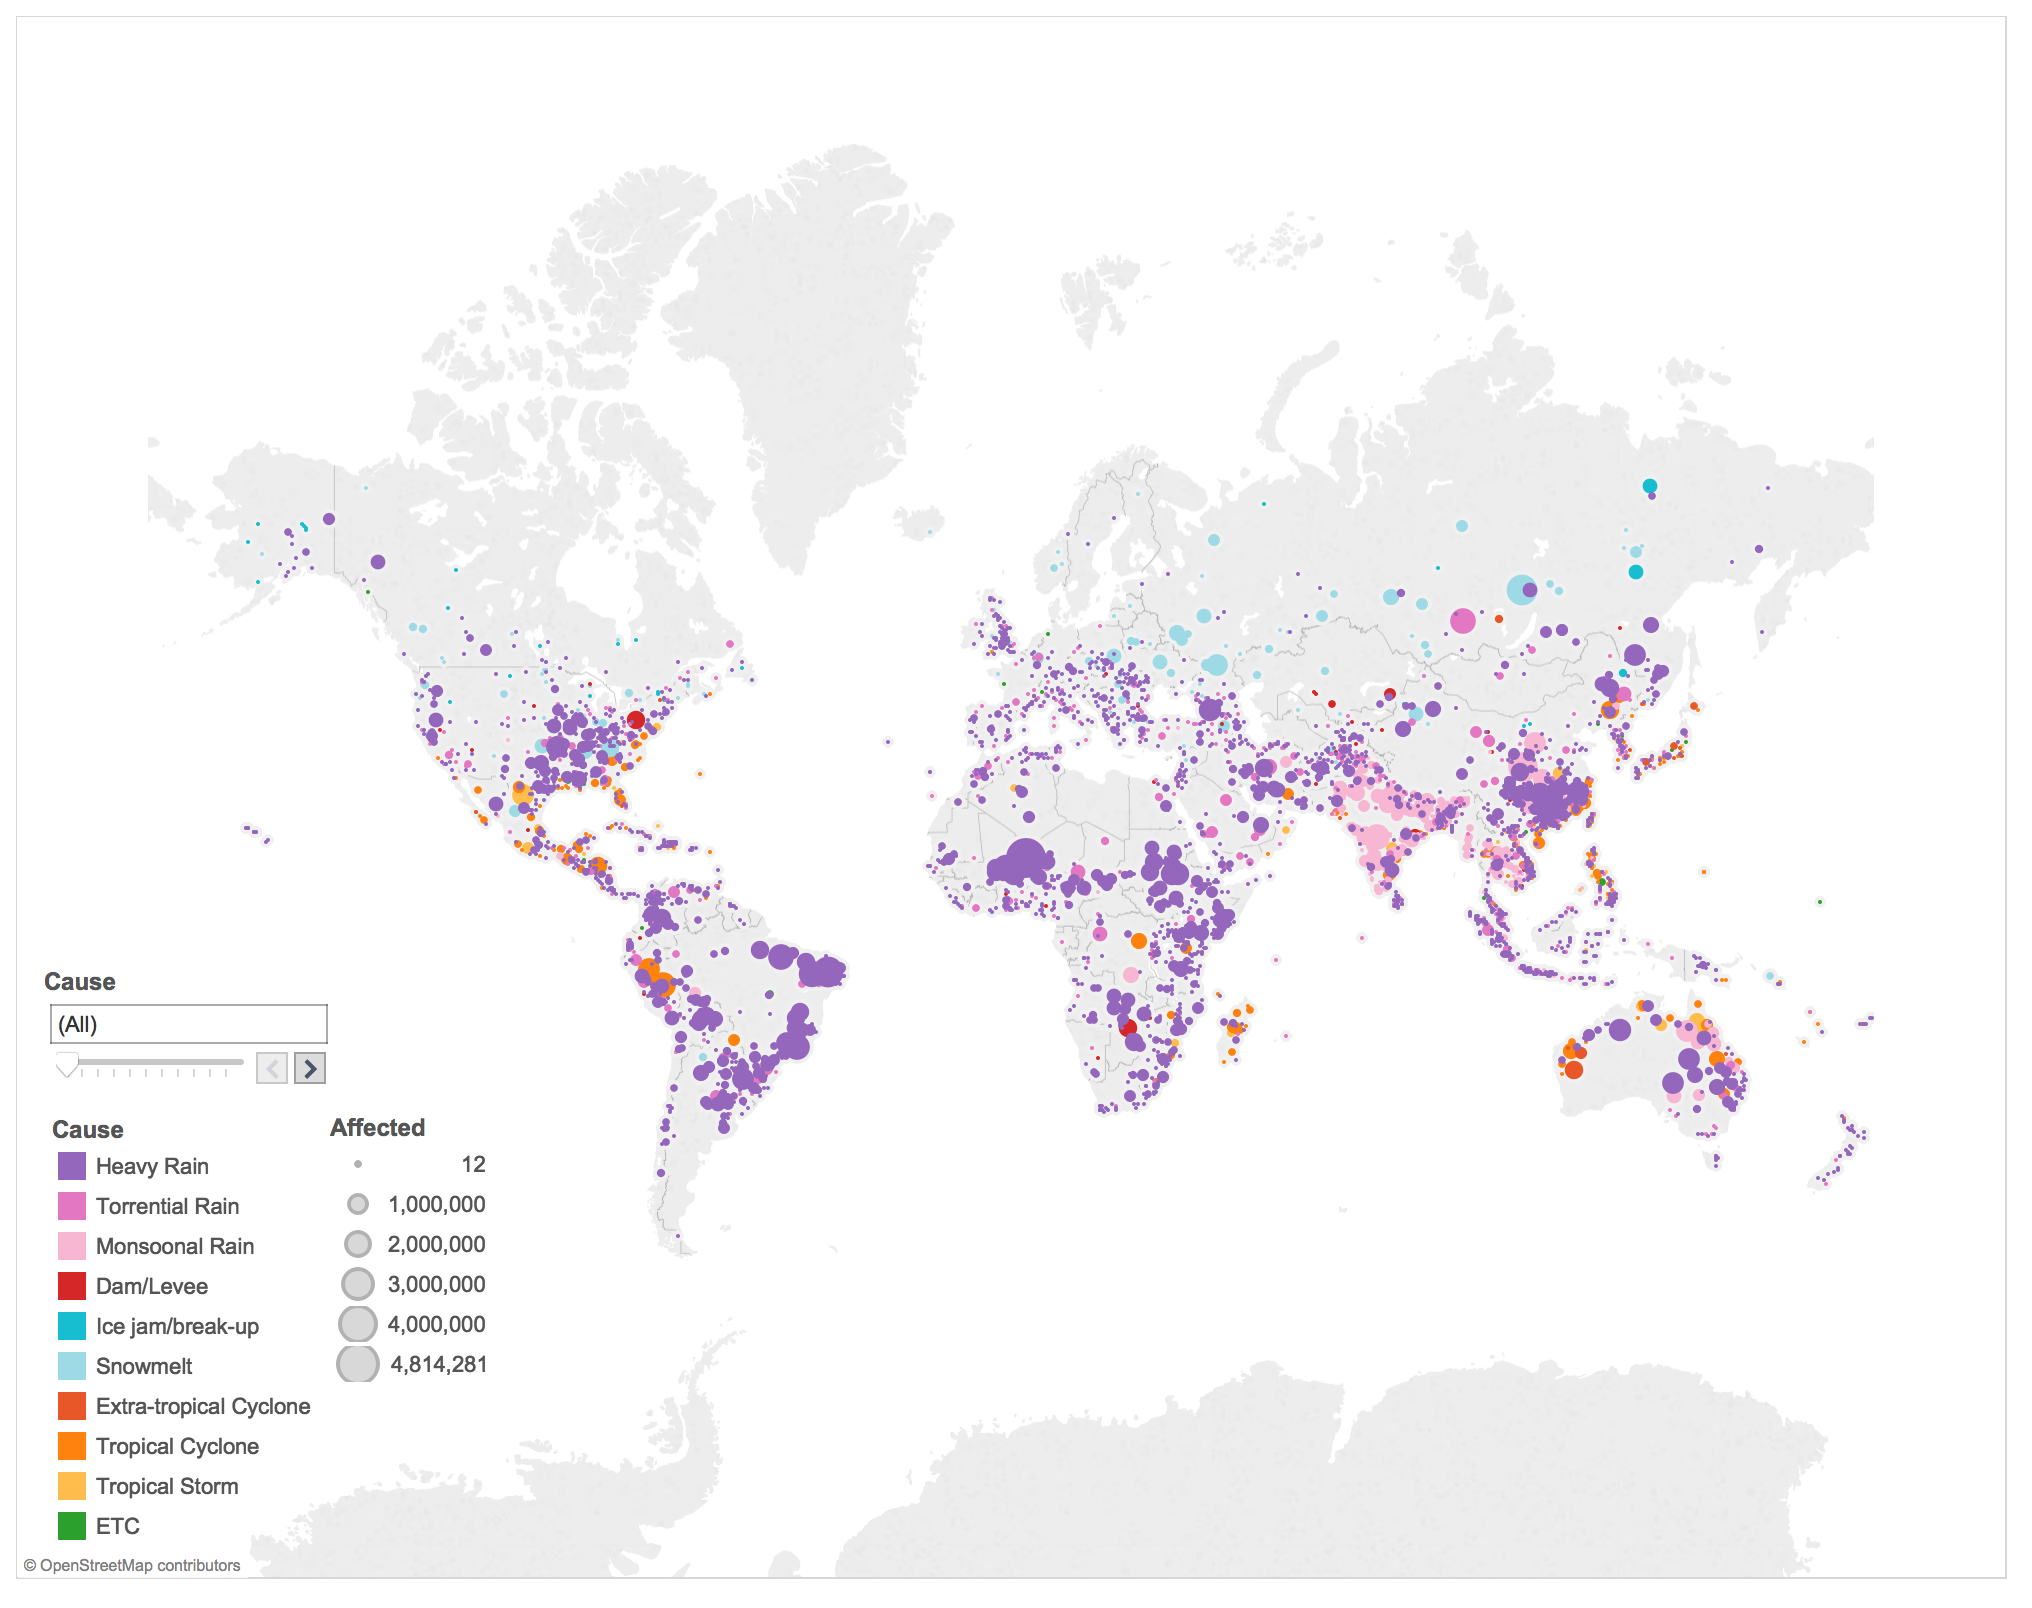 Cause
(All)
Cause
Heavy Rain
Torrential Rain
Monsoonal Rain
Dam/Levee
Ice jam/break-up
Snowmelt
Extra-tropical Cyclone
Tropical Cyclone
Tropical Storm
ETC
Affected
12
1,000,000
2,000,000
3,000,000
4,000,000
4,814,281
© OpenStreetMap contributors